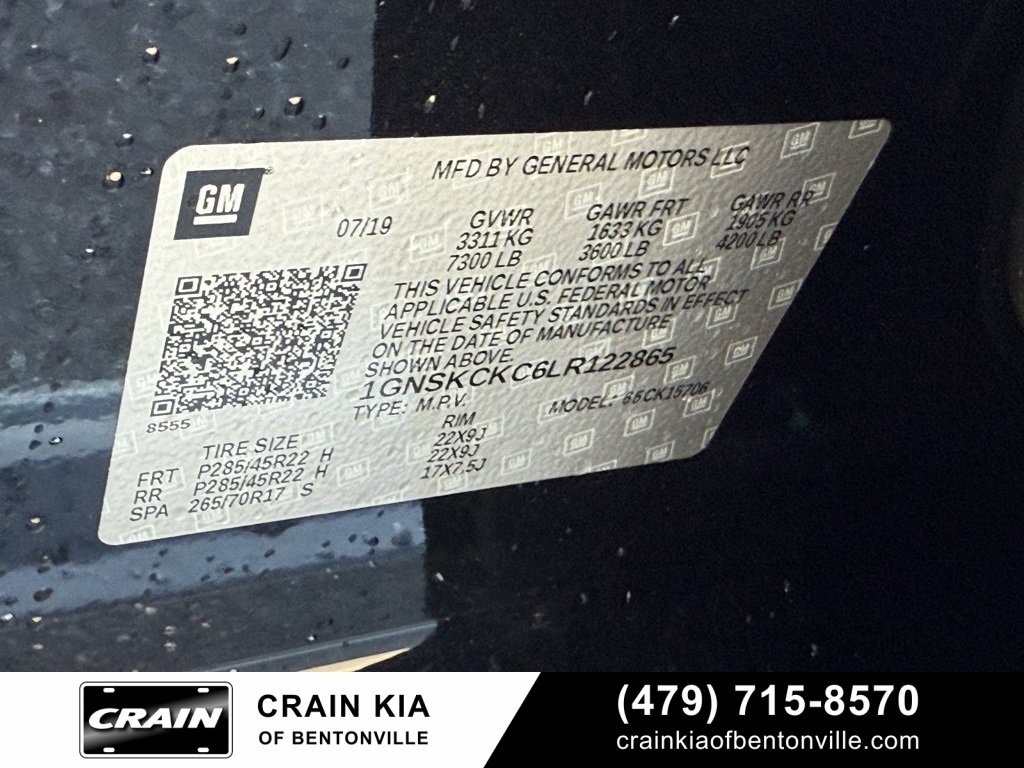 MFD BY GENERAL MOTORS LLC
GM
07/19
GVWR GAWR FRT GAWR RR
3311 KG 1633 KG 1905 KG
7300 LB 3600 LB 4200 LB
THIS VEHICLE CONFORMS TO ALL
APPLICABLE U.S. FEDERAL MOTOR
VEHICLE SAFETY STANDARDS IN EFFECT
ON THE DATE OF MANUFACTURE
SHOWN ABOVE.
1GNSKCKC6LR122865
TYPE: M.P.V. MODEL:
8555
TIRE SIZE RIM
FRT P285/45R22 H 22X9J
RR P285/45R22 H 22X9J
SPA 265/70R17 S 17X7.5J
CRAIN
CRAIN KIA
OF BENTONVILLE
(479) 715-8570
crainkiaofbentonville.com